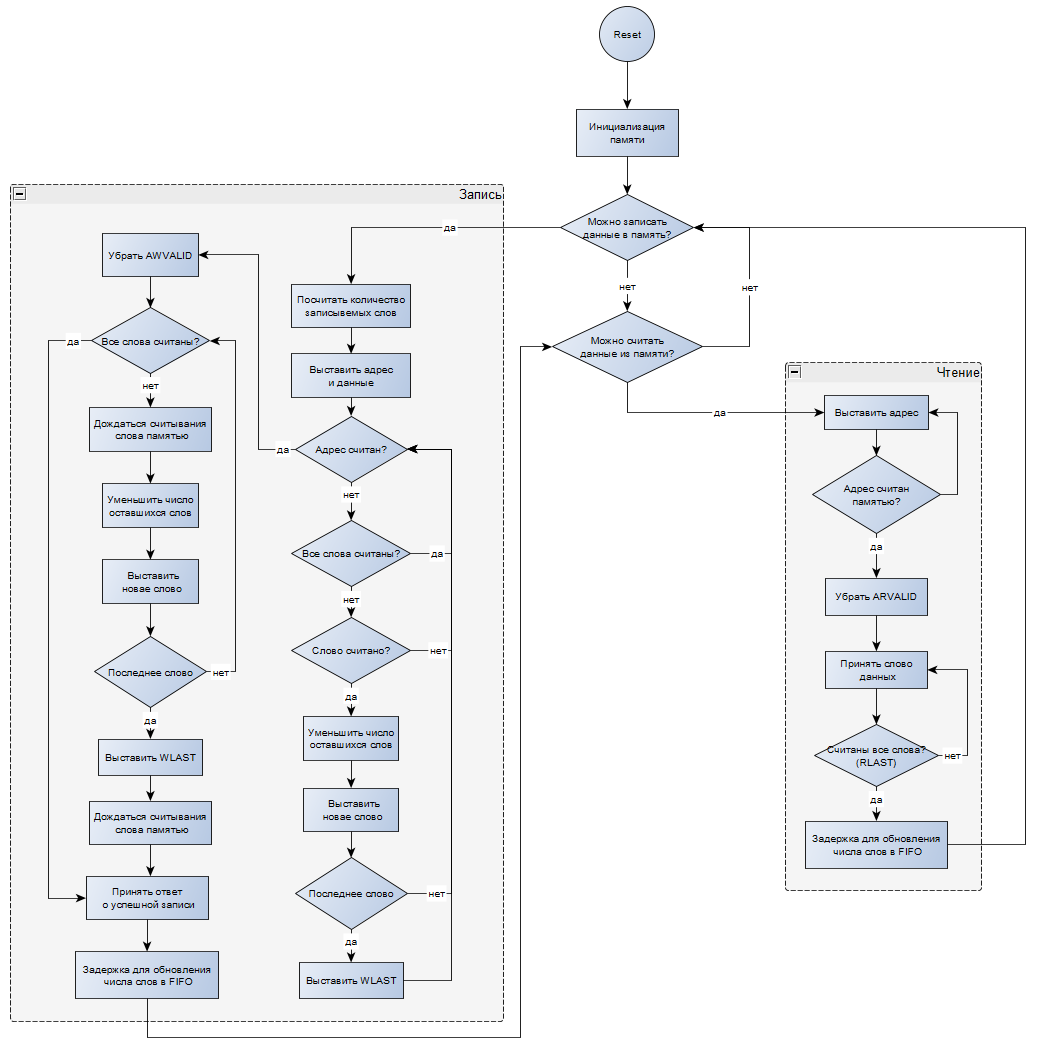 Reset
Инициализация
памяти
Можно записать
данные в память?
да
нет
Можно считать
данные из памяти?
нет
да
Запись
Убрать AWVALID
Все слова считаны?
да
нет
Дождаться считывания
слова памятью
Уменьшить число
оставшихся слов
Выставить
новае слово
Последнее слово
нет
да
Выставить WLAST
Дождаться считывания
слова памятью
Принять ответ
о успешной записи
Задержка для обновления
числа слов в FIFO
Посчитать количество
записывемых слов
Выставить адрес
и данные
Адрес считан?
да
нет
Все слова считаны?
да
нет
Слово считано?
нет
да
Уменьшить число
оставшихся слов
Выставить
новае слово
Последнее слово
нет
да
Выставить WLAST
Чтение
Выставить адрес
Адрес считан
памятью?
да
Убрать ARVALID
Принять слово
данных
Считаны все слова?
(RLAST)
нет
да
Задержка для обновления
числа слов в FIFO